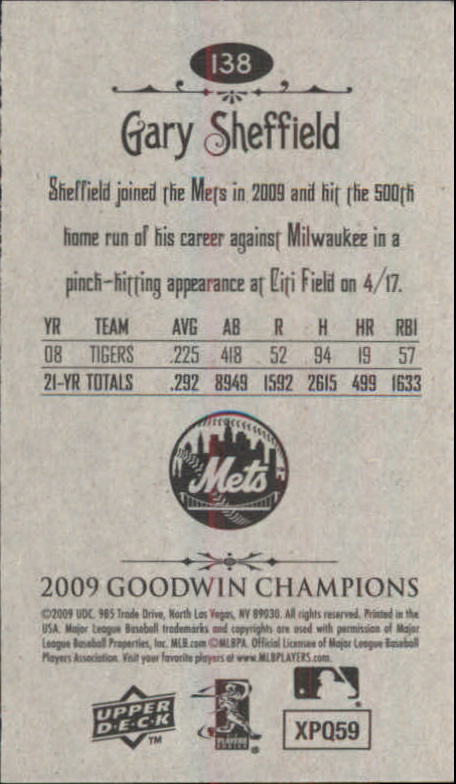 138
Gary Sheffield
Sheffield joined the Mets in 2009 and hit the 500th
home run of his career against Milwaukee in a
pinch-hitting appearance at Citi Field on 4/17.
YR TEAM AVG AB R H HR RBI
08 TIGERS .225 418 52 94 19 57
21-YR TOTALS .292 8949 1592 2615 499 1633
Mets
2009 GOODWIN CHAMPIONS
©2009 UDC. 985 Trade Drive, North Las Vegas, NV 89030. All rights reserved. Printed in the
USA. Major League Baseball trademarks and copyrights are used with permission of Major
League Baseball Properties, Inc. MLB.com ©MLBPA. Official Licensee of Major League Baseball
Players Association. Visit your favorite players at www.MLBPLAYERS.com.
UPPER
D·E·C·K
TM
PLAYERS
CHOICE
®
XPQ59